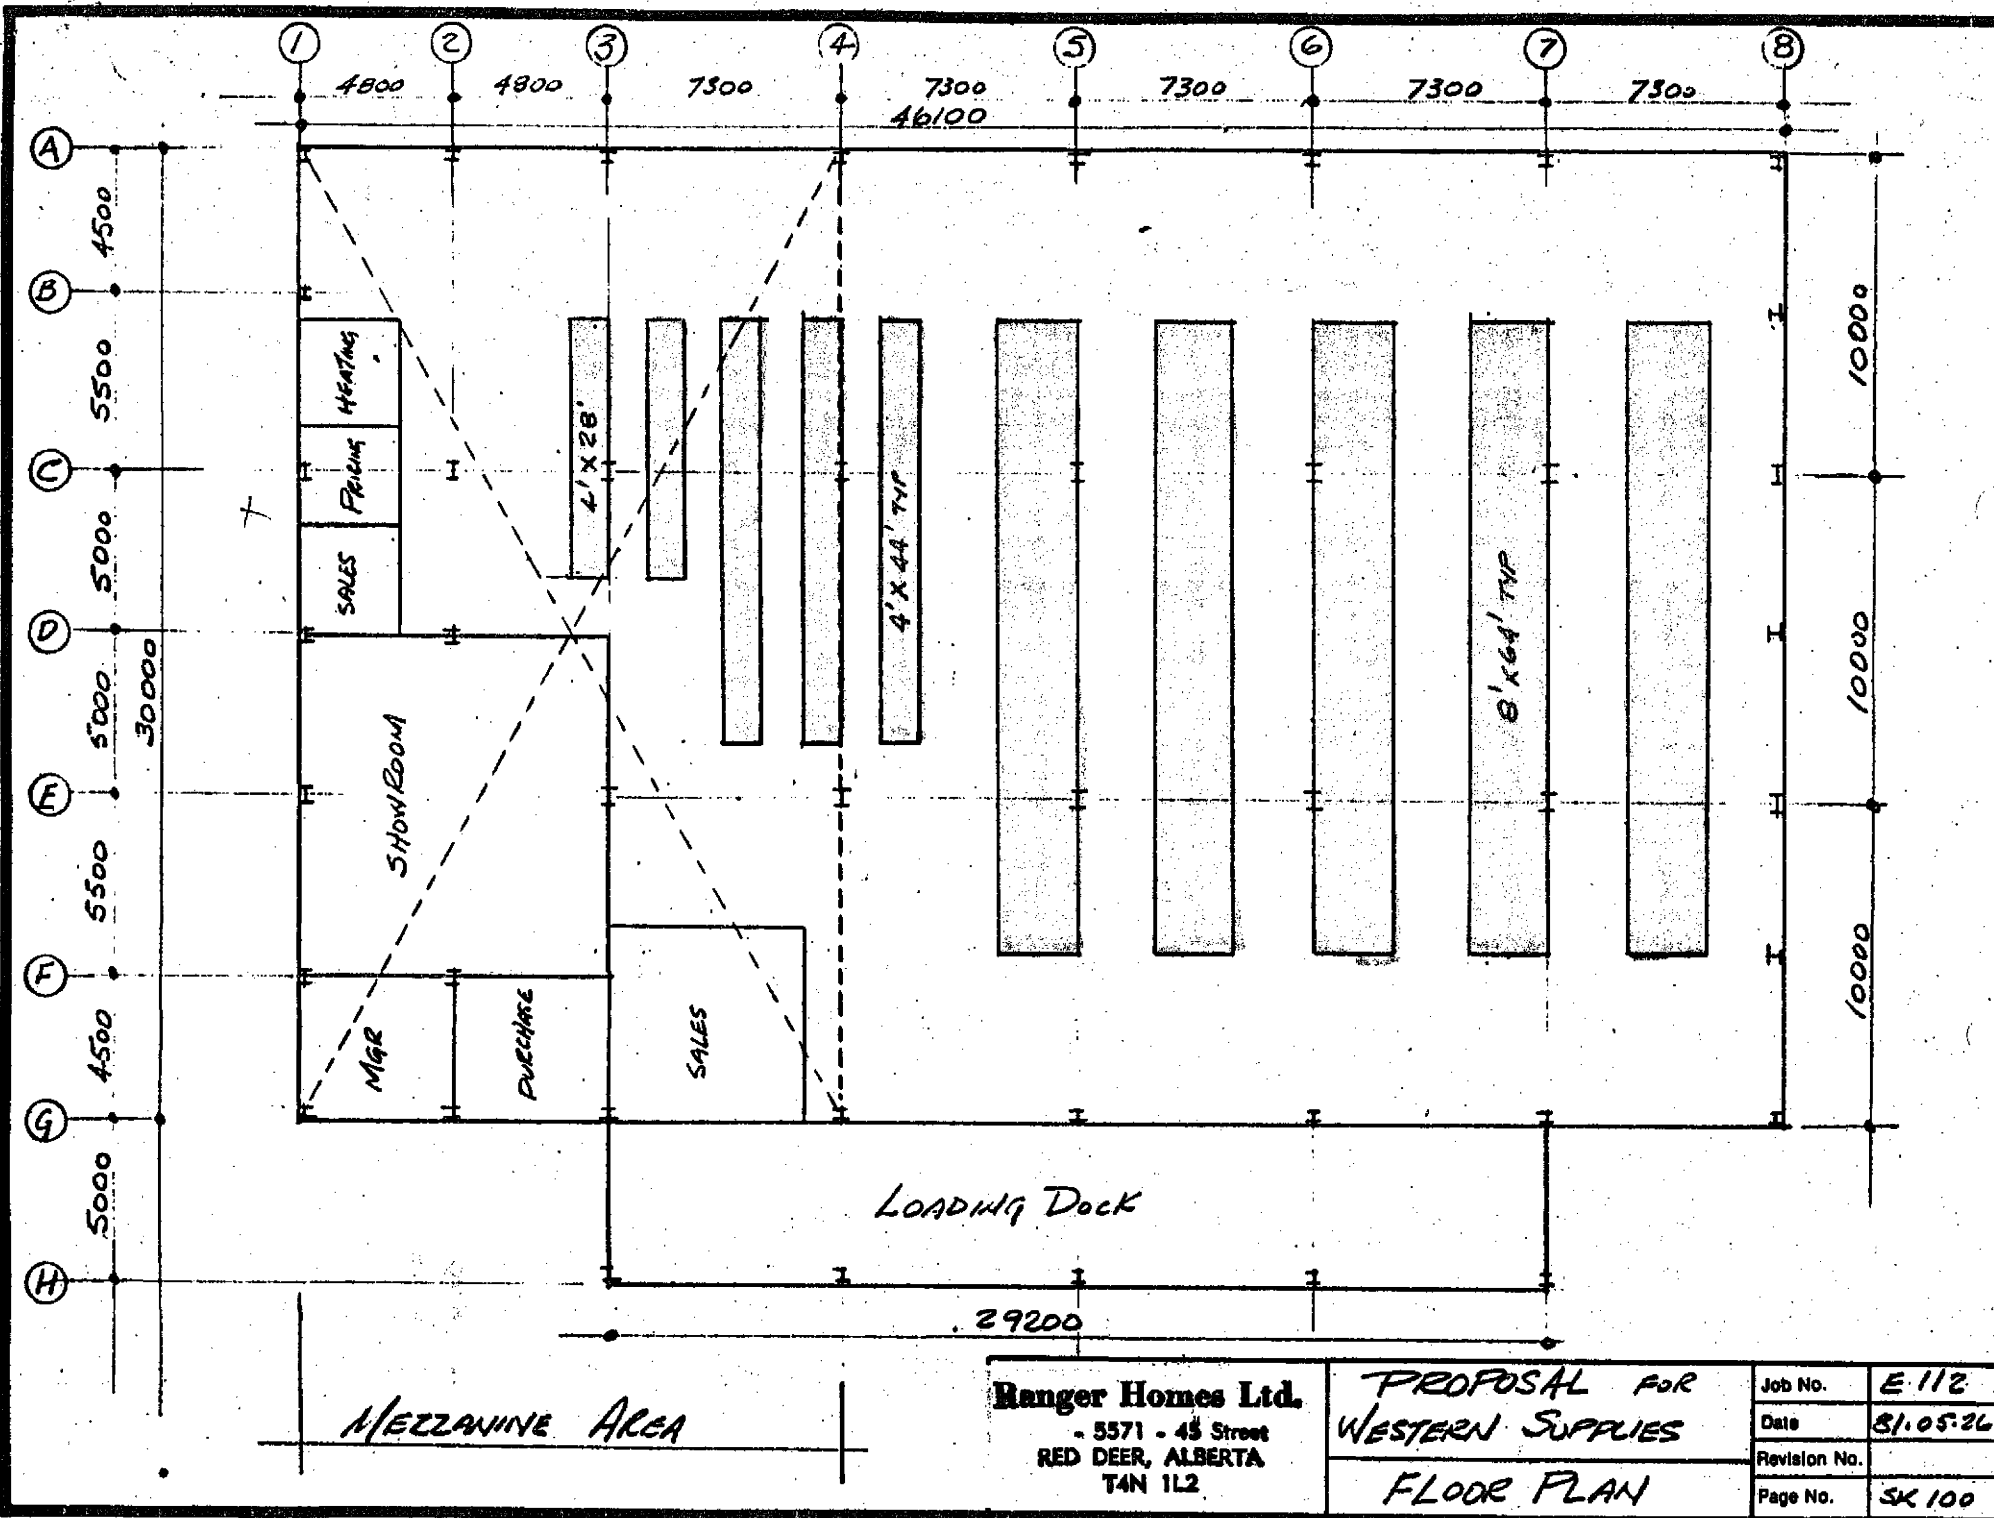 1 2 3 4 5 6 7 8
4800 4800 7300 7300 7300 7300 7300
46100
A
B
C
D
E
F
G
H
4500
5500
5000
5000
5500
4500
5000
30000
10000
10000
10000
HEATING
PRICING
SALES
4' X 28'
4' X 44' TYP
8' X 64' TYP
SHOWROOM
MGR
PURCHASE
SALES
LOADING DOCK
29200
MEZZANINE AREA
Ranger Homes Ltd.
- 5571 - 45 Street
RED DEER, ALBERTA
T4N 1L2
PROPOSAL FOR
WESTERN SUPPLIES
FLOOR PLAN
Job No. E-112
Date 81.05.26
Revision No.
Page No. SK 100